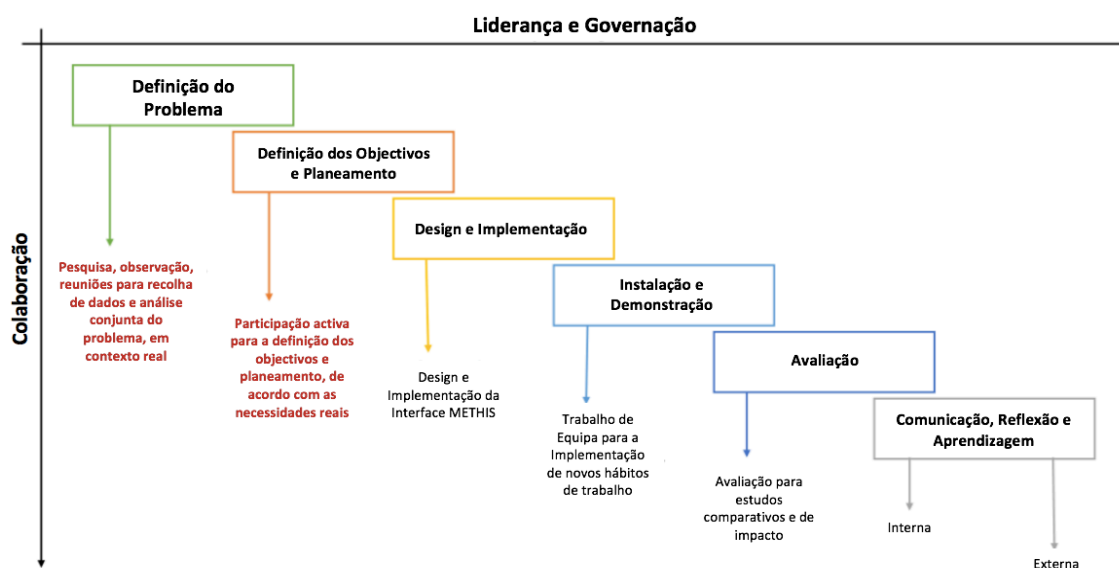 Liderança e Governação
Colaboração
Definição do
Problema
Pesquisa, observação,
reuniões para recolha
de dados e análise
conjunta do
problema, em
contexto real
Definição dos Objectivos
e Planeamento
Participação activa
para a definição dos
objectivos e
planeamento, de
acordo com as
necessidades reais
Design e Implementação
Design e
Implementação da
Interface METHIS
Instalação e
Demonstração
Trabalho de
Equipa para a
Implementação
de novos hábitos
de trabalho
Avaliação
Avaliação para
estudos
comparativos e de
impacto
Comunicação, Reflexão e
Aprendizagem
Interna
Externa